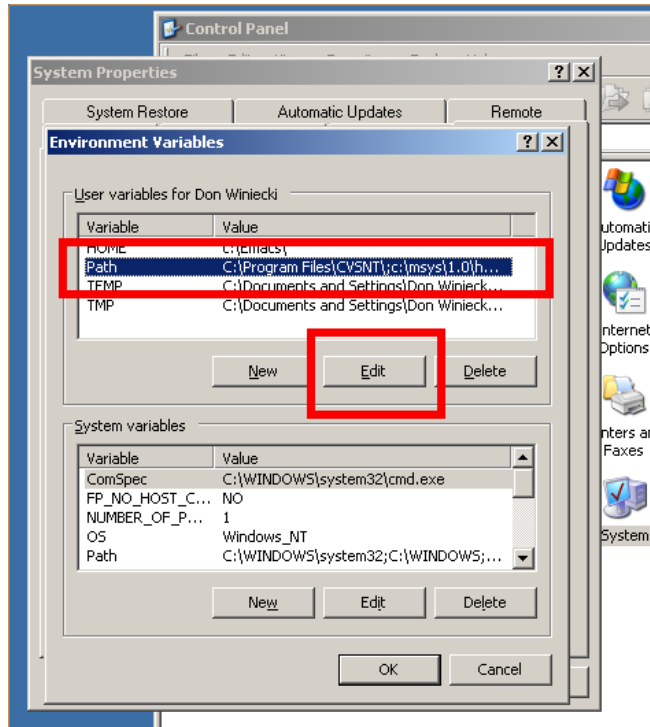 Control Panel
System Properties
System Restore
Automatic Updates
Remote
Environment Variables
User variables for Don Winiecki
Variable Value
HOME C:\Emacs\
Path C:\Program Files\CVSNT\;c:\msys\1.0\h...
TEMP C:\Documents and Settings\Don Winieck...
TMP C:\Documents and Settings\Don Winieck...
New Edit Delete
System variables
Variable Value
ComSpec C:\WINDOWS\system32\cmd.exe
FP_NO_HOST_C... NO
NUMBER_OF_P... 1
OS Windows_NT
Path C:\WINDOWS\system32;C:\WINDOWS;...
New Edit Delete
OK Cancel
utomati
Updates
nternet
Options
nters a
Faxes
System